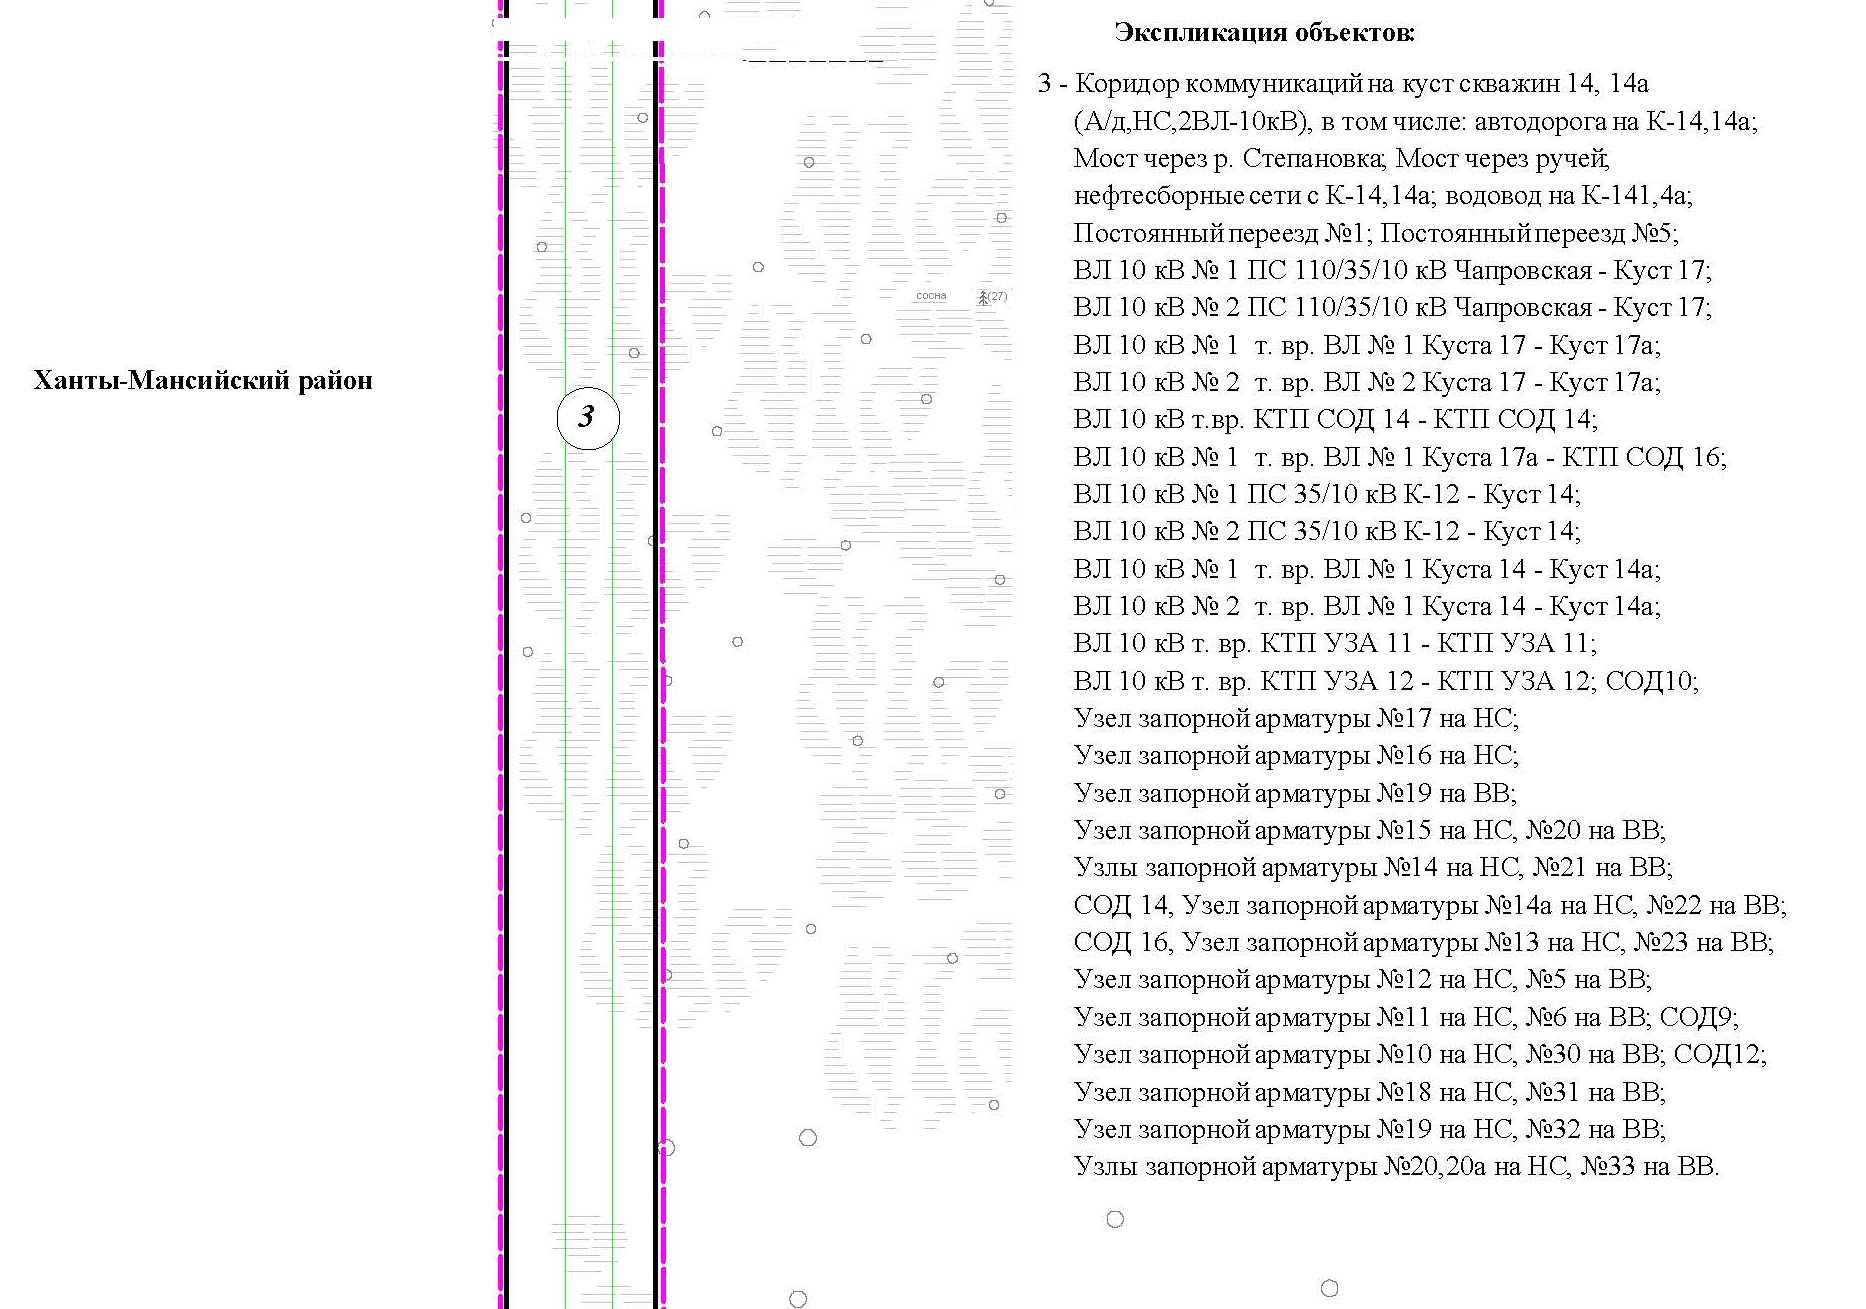 Экспликация объектов:
3 - Коридор коммуникаций на куст скважин 14, 14а
(А/д,НС,2ВЛ-10кВ), в том числе: автодорога на К-14,14а;
Мост через р. Степановка; Мост через ручей;
нефтесборные сети с К-14,14а; водовод на К-141,4а;
Постоянный переезд №1; Постоянный переезд №5;
ВЛ 10 кВ № 1 ПС 110/35/10 кВ Чапровская - Куст 17;
ВЛ 10 кВ № 2 ПС 110/35/10 кВ Чапровская - Куст 17;
ВЛ 10 кВ № 1 т. вр. ВЛ № 1 Куста 17 - Куст 17а;
ВЛ 10 кВ № 2 т. вр. ВЛ № 2 Куста 17 - Куст 17а;
ВЛ 10 кВ т.вр. КТП СОД 14 - КТП СОД 14;
ВЛ 10 кВ № 1 т. вр. ВЛ № 1 Куста 17а - КТП СОД 16;
ВЛ 10 кВ № 1 ПС 35/10 кВ К-12 - Куст 14;
ВЛ 10 кВ № 2 ПС 35/10 кВ К-12 - Куст 14;
ВЛ 10 кВ № 1 т. вр. ВЛ № 1 Куста 14 - Куст 14а;
ВЛ 10 кВ № 2 т. вр. ВЛ № 1 Куста 14 - Куст 14а;
ВЛ 10 кВ т. вр. КТП УЗА 11 - КТП УЗА 11;
ВЛ 10 кВ т. вр. КТП УЗА 12 - КТП УЗА 12; СОД10;
Узел запорной арматуры №17 на НС;
Узел запорной арматуры №16 на НС;
Узел запорной арматуры №19 на ВВ;
Узел запорной арматуры №15 на НС, №20 на ВВ;
Узлы запорной арматуры №14 на НС, №21 на ВВ;
СОД 14, Узел запорной арматуры №14а на НС, №22 на ВВ;
СОД 16, Узел запорной арматуры №13 на НС, №23 на ВВ;
Узел запорной арматуры №12 на НС, №5 на ВВ;
Узел запорной арматуры №11 на НС, №6 на ВВ; СОД9;
Узел запорной арматуры №10 на НС, №30 на ВВ; СОД12;
Узел запорной арматуры №18 на НС, №31 на ВВ;
Узел запорной арматуры №19 на НС, №32 на ВВ;
Узлы запорной арматуры №20,20а на НС, №33 на ВВ.
Ханты-Мансийский район
3
сосна (27)